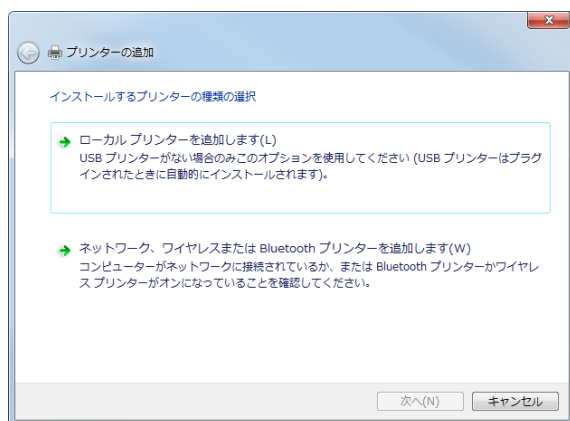 プリンターの追加
インストールするプリンターの種類の選択
ローカル プリンターを追加します(L)
USB プリンターがない場合のみこのオプションを使用してください (USB プリンターはプラグ
インされたときに自動的にインストールされます)。
ネットワーク、ワイヤレスまたは Bluetooth プリンターを追加します(W)
コンピューターがネットワークに接続されているか、または Bluetooth プリンターかワイヤレ
ス プリンターがオンになっていることを確認してください。
次へ(N) キャンセル